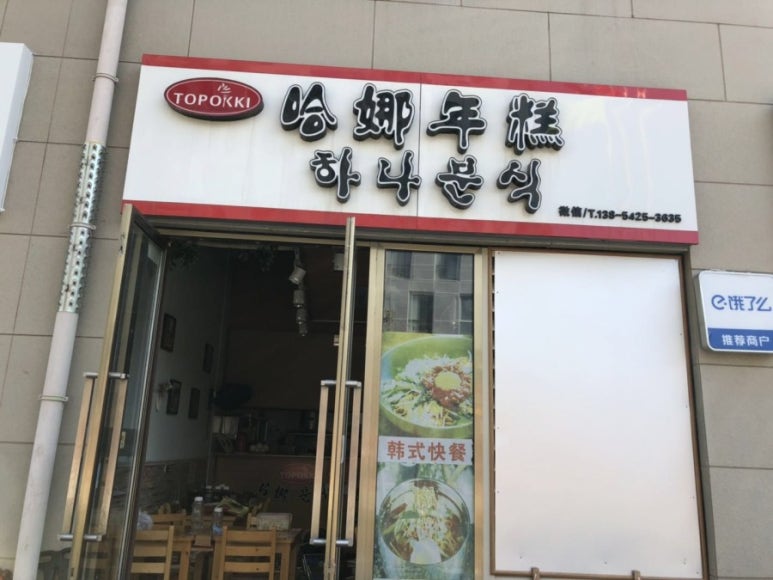 TOPOKKI
哈娜年糕
하나분식
微信/T.138-5425-3635
饿了么
推荐商户
韩式快餐
TOPOKKI